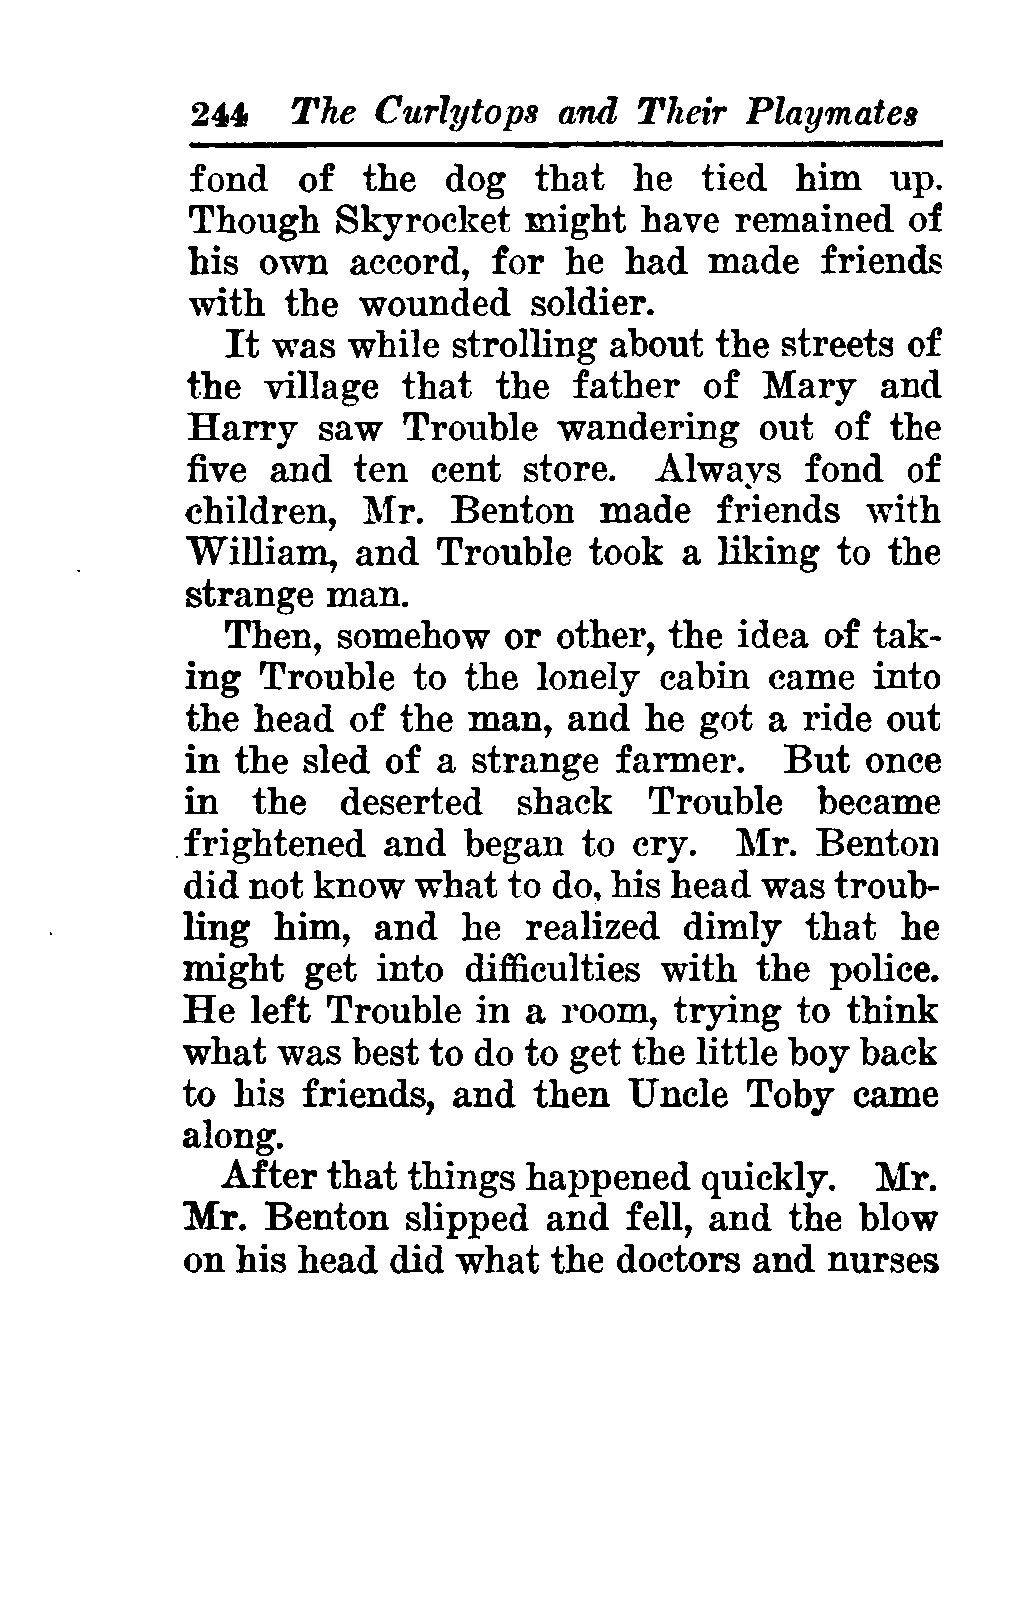 244 The Curlytops and Their Playmates
fond of the dog that he tied him up.
Though Skyrocket might have remained of
his own accord, for he had made friends
with the wounded soldier.
It was while strolling about the streets of
the village that the father of Mary and
Harry saw Trouble wandering out of the
five and ten cent store. Always fond of
children, Mr. Benton made friends with
William, and Trouble took a liking to the
strange man.
Then, somehow or other, the idea of tak-
ing Trouble to the lonely cabin came into
the head of the man, and he got a ride out
in the sled of a strange farmer. But once
in the deserted shack Trouble became
frightened and began to cry. Mr. Benton
did not know what to do, his head was troub-
ling him, and he realized dimly that he
might get into difficulties with the police.
He left Trouble in a room, trying to think
what was best to do to get the little boy back
to his friends, and then Uncle Toby came
along.
After that things happened quickly. Mr.
Mr. Benton slipped and fell, and the blow
on his head did what the doctors and nurses